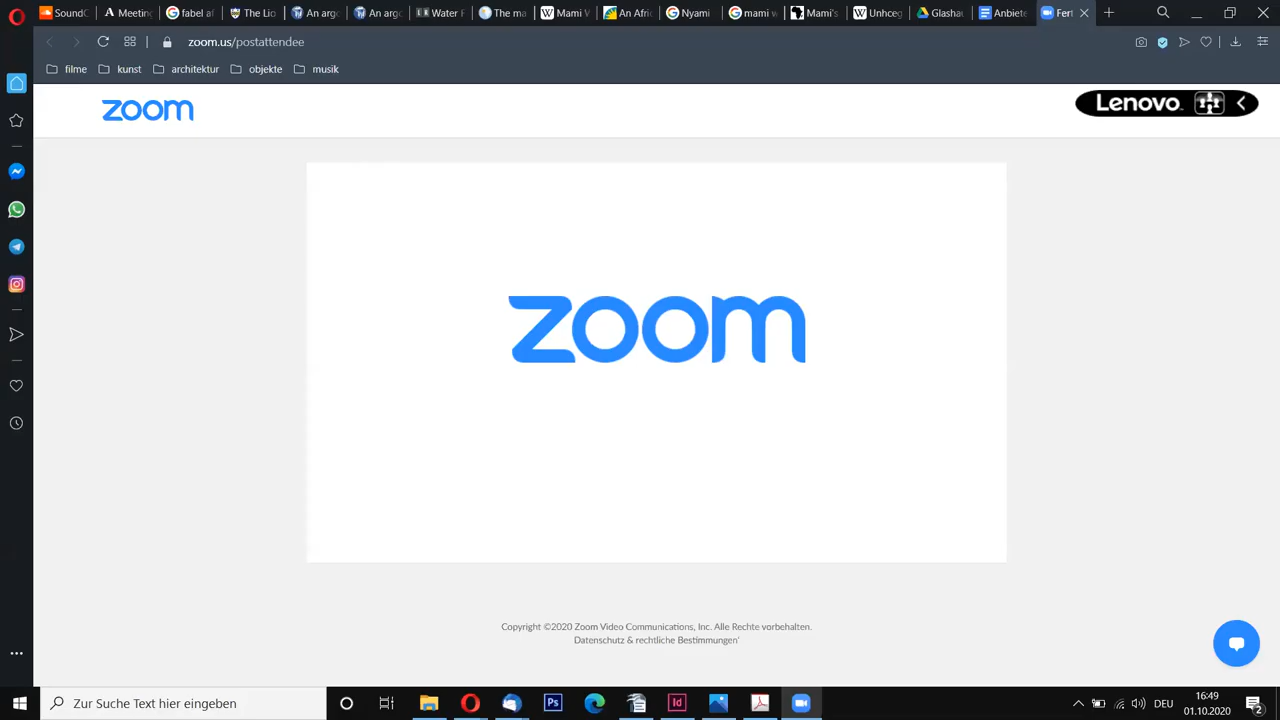 SoundC
Meeting
fabel af
The Lio
An argo
An argo
Water F
The ma
Mami W
An Afri
Nyami
mami w
Mami's
Unhceg
Glashau
Anbiete
Fert
zoom.us/postattendee
filme
kunst
architektur
objekte
musik
zoom
Lenovo
zoom
Copyright ©2020 Zoom Video Communications, Inc. Alle Rechte vorbehalten.
Datenschutz & rechtliche Bestimmungen'
Zur Suche Text hier eingeben
Ps
Id
DEU
16:49
01.10.2020
2